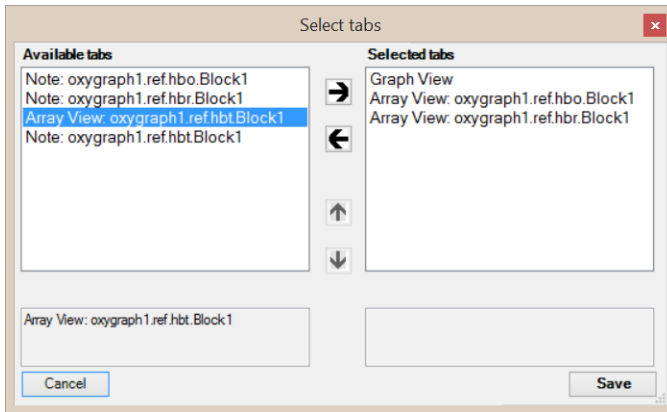 Select tabs
Available tabs
Selected tabs
Note: oxygraph1.ref.hbo.Block1
Note: oxygraph1.ref.hbr.Block1
Array View: oxygraph1.ref.hbt.Block1
Note: oxygraph1.ref.hbt.Block1
Graph View
Array View: oxygraph1.ref.hbo.Block1
Array View: oxygraph1.ref.hbr.Block1
Array View: oxygraph1.ref.hbt.Block1
Cancel
Save